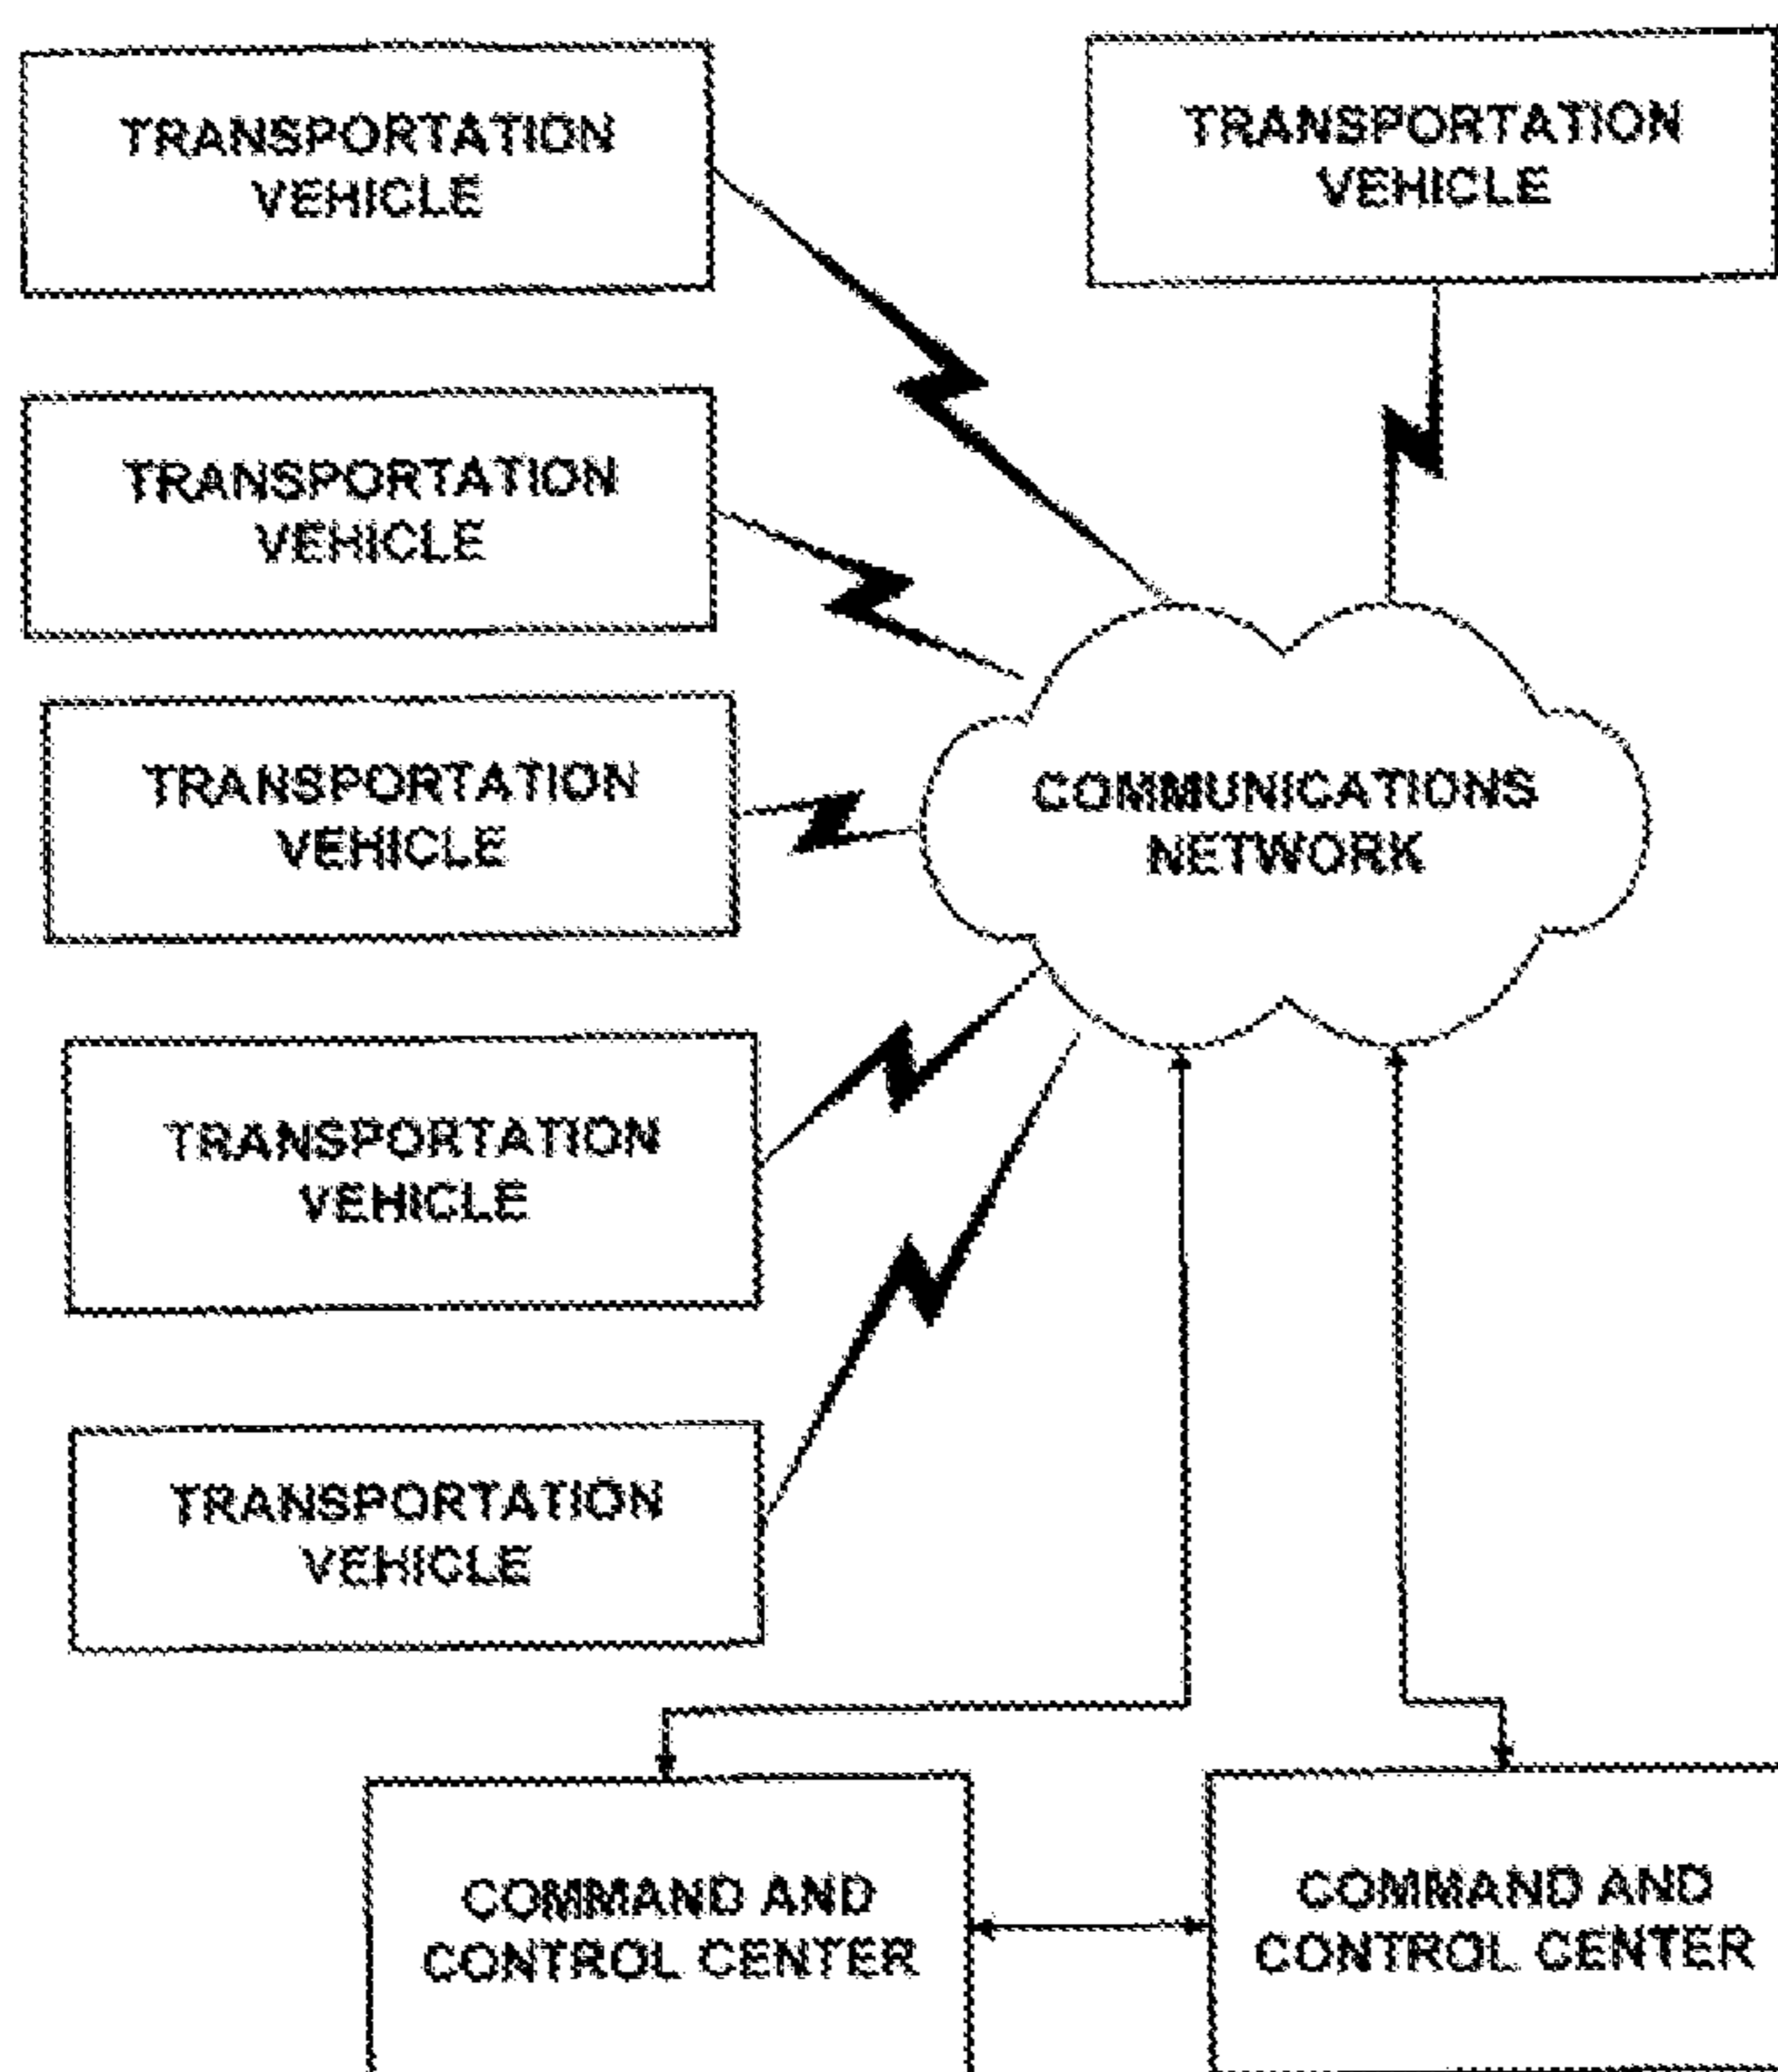 TRANSPORTATION
VEHICLE
TRANSPORTATION
VEHICLE
TRANSPORTATION
VEHICLE
TRANSPORTATION
VEHICLE
COMMUNICATIONS
NETWORK
TRANSPORTATION
VEHICLE
TRANSPORTATION
VEHICLE
COMMAND AND
CONTROL CENTER
COMMAND AND
CONTROL CENTER